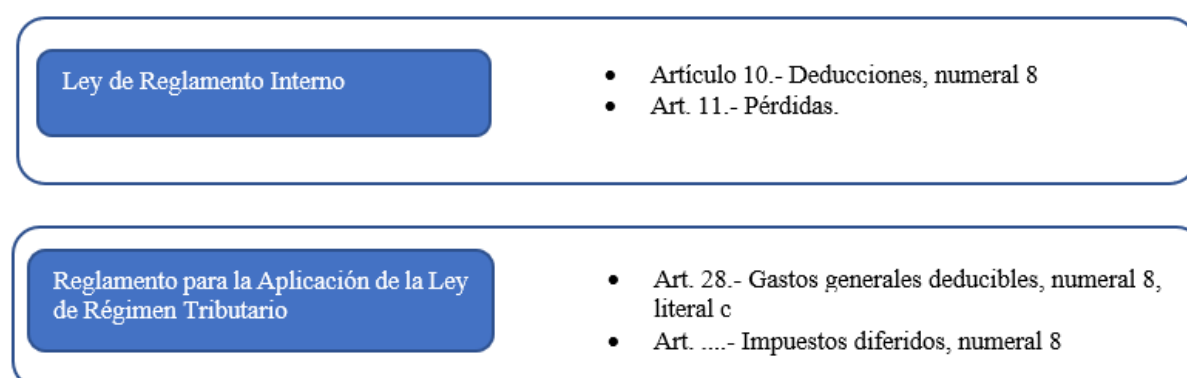 Ley de Reglamento Interno
• Artículo 10.- Deducciones, numeral 8
• Art. 11.- Pérdidas.
Reglamento para la Aplicación de la Ley
de Régimen Tributario
• Art. 28.- Gastos generales deducibles, numeral 8,
literal c
• Art. ....- Impuestos diferidos, numeral 8